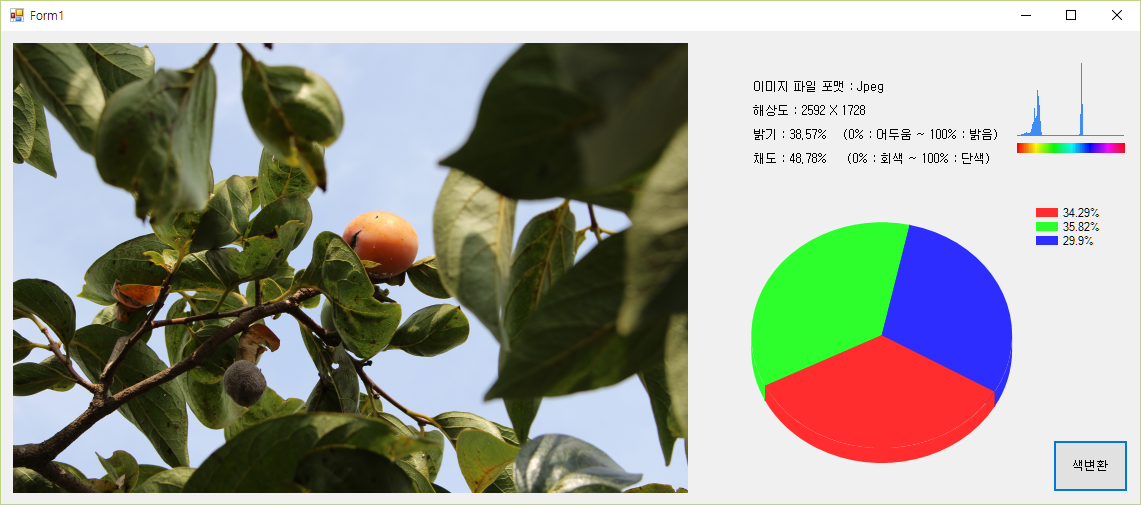 Form1
이미지 파일 포맷 : Jpeg
해상도 : 2592 X 1728
밝기 : 38,57% (0% : 어두움 ~ 100% : 밝음)
채도 : 48,78% (0% : 회색 ~ 100% : 단색)
34.29%
35.82%
29.9%
색변환